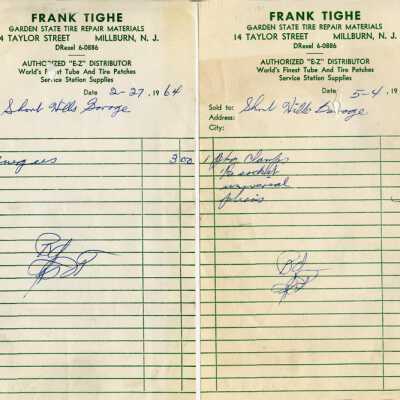 FRANK TIGHE
GARDEN STATE TIRE REPAIR MATERIALS
14 TAYLOR STREET MILLBURN, N. J.
DRexel 6-0886
AUTHORIZED "E-Z" DISTRIBUTOR
World's Finest Tube And Tire Patches
Service Station Supplies
Date 2-27, 1964
Short Hills Garage
3 00
FRANK TIGHE
GARDEN STATE TIRE REPAIR MATERIALS
14 TAYLOR STREET MILLBURN, N. J.
DRexel 6-0886
AUTHORIZED "E-Z" DISTRIBUTOR
World's Finest Tube And Tire Patches
Service Station Supplies
Date 5-4, 19
Sold to: Short Hills Garage
Address:
City:
1 Clamps
socket
universal